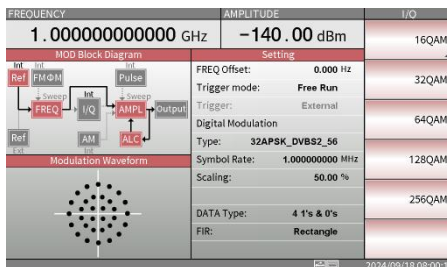 FREQUENCY AMPLITUDE I/Q
1.000000000000 GHz −140.00 dBm
MOD Block Diagram
Int Int Int
Ref FMΦM Pulse
Sweep Int Sweep
FREQ I/Q AMPL Output
Ref AM ALC
Ext Int
Modulation Waveform
Setting
FREQ Offset: 0.000 Hz
Trigger mode: Free Run
Trigger: External
Digital Modulation
Type: 32APSK_DVBS2_56
Symbol Rate: 1.000000000 MHz
Scaling: 50.00 %
DATA Type: 4 1's & 0's
FIR: Rectangle
16QAM
32QAM
64QAM
128QAM
256QAM